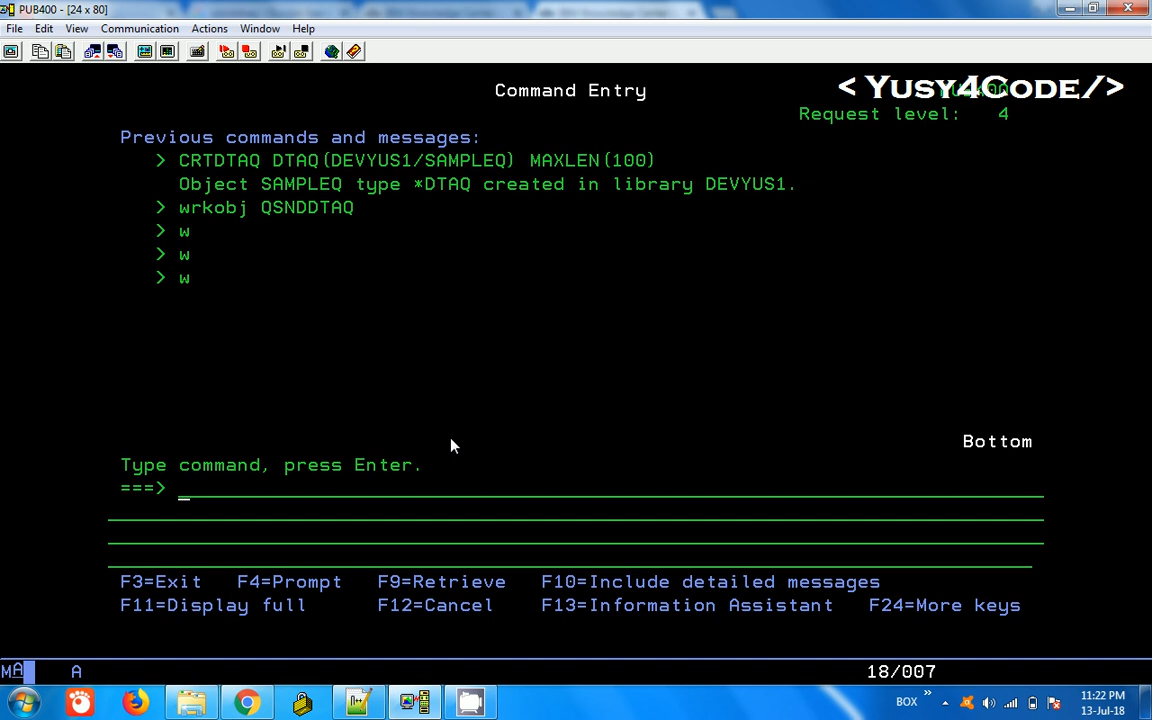 PUB400 - [24 x 80]
File Edit View Communication Actions Window Help
Command Entry
< Yusy4Code/>
Request level: 4
Previous commands and messages:
> CRTDTAQ DTAQ(DEVYUS1/SAMPLEQ) MAXLEN(100)
Object SAMPLEQ type *DTAQ created in library DEVYUS1.
> wrkobj QSNDDTAQ
> w
> w
> w
Bottom
Type command, press Enter.
===>
F3=Exit F4=Prompt F9=Retrieve F10=Include detailed messages
F11=Display full F12=Cancel F13=Information Assistant F24=More keys
MA A 18/007
BOX 11:22 PM
13-Jul-18